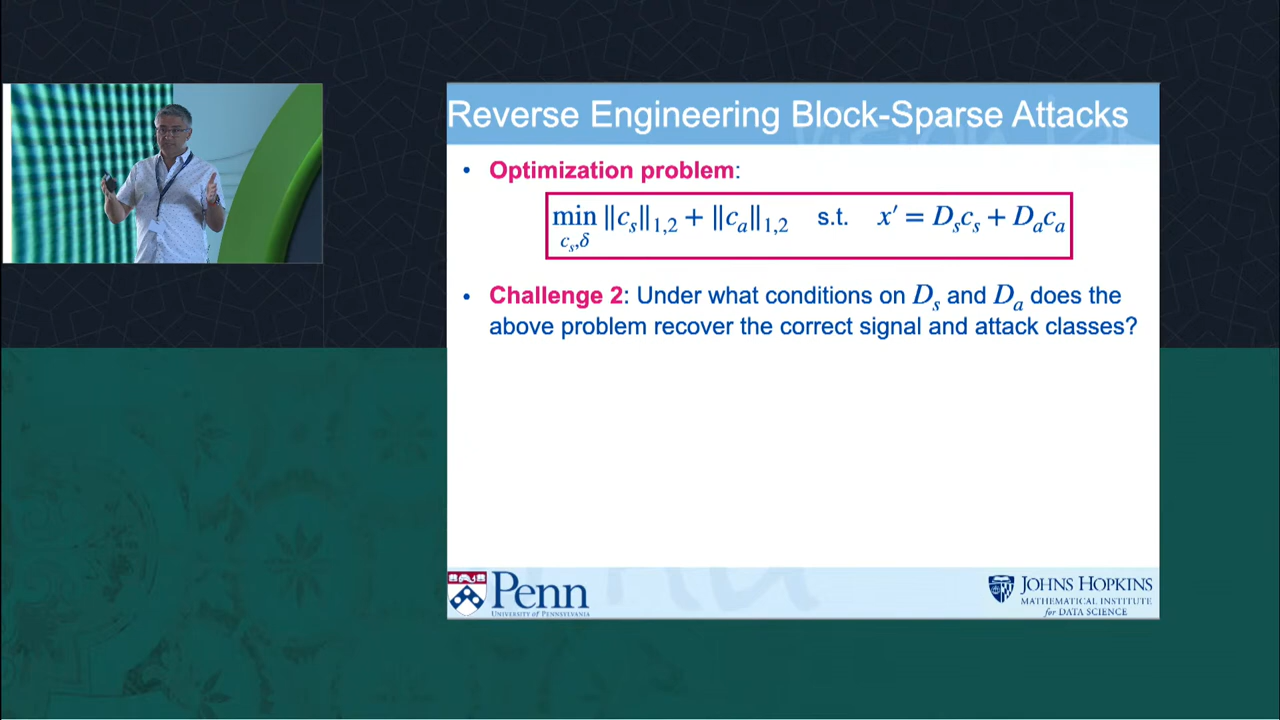 Reverse Engineering Block-Sparse Attacks
• Optimization problem:
min ‖c_s‖_{1,2} + ‖c_a‖_{1,2} s.t. x′ = D_s c_s + D_a c_a
c_s,δ
• Challenge 2: Under what conditions on D_s and D_a does the
above problem recover the correct signal and attack classes?
Penn
UNIVERSITY OF PENNSYLVANIA
JOHNS HOPKINS
MATHEMATICAL INSTITUTE
for DATA SCIENCE